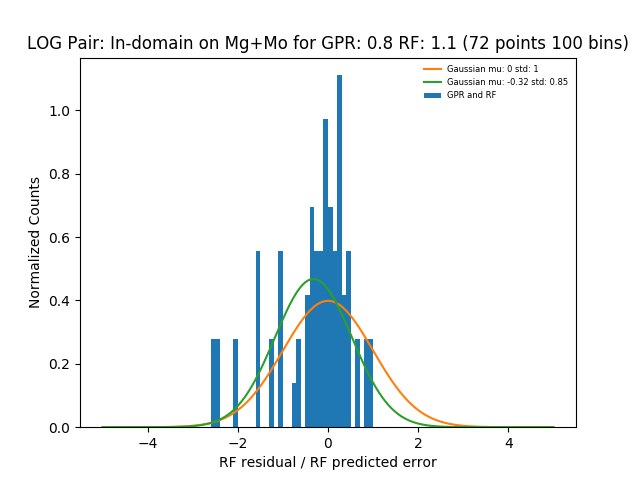 LOG Pair: In-domain on Mg+Mo for GPR: 0.8 RF: 1.1 (72 points 100 bins)
Gaussian mu: 0 std: 1
Gaussian mu: -0.32 std: 0.85
GPR and RF
Normalized Counts
1.0
0.8
0.6
0.4
0.2
0.0
−4 −2 0 2 4
RF residual / RF predicted error